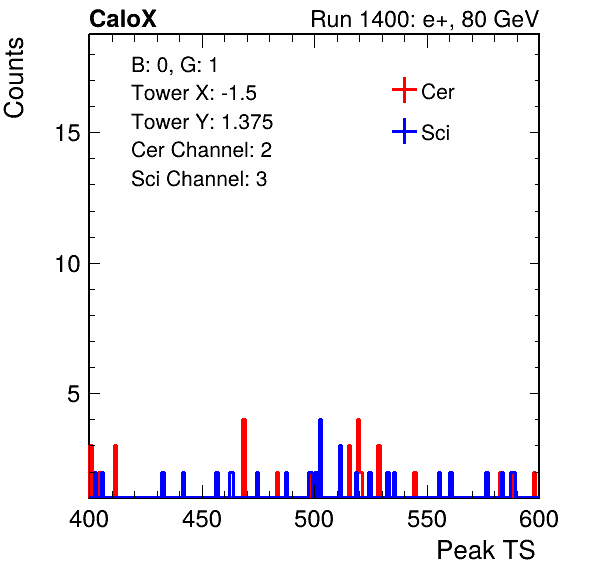 CaloX Run 1400: e+, 80 GeV
Counts
B: 0, G: 1
Tower X: -1.5
Tower Y: 1.375
Cer Channel: 2
Sci Channel: 3
Cer
Sci
15
10
5
400 450 500 550 600
Peak TS